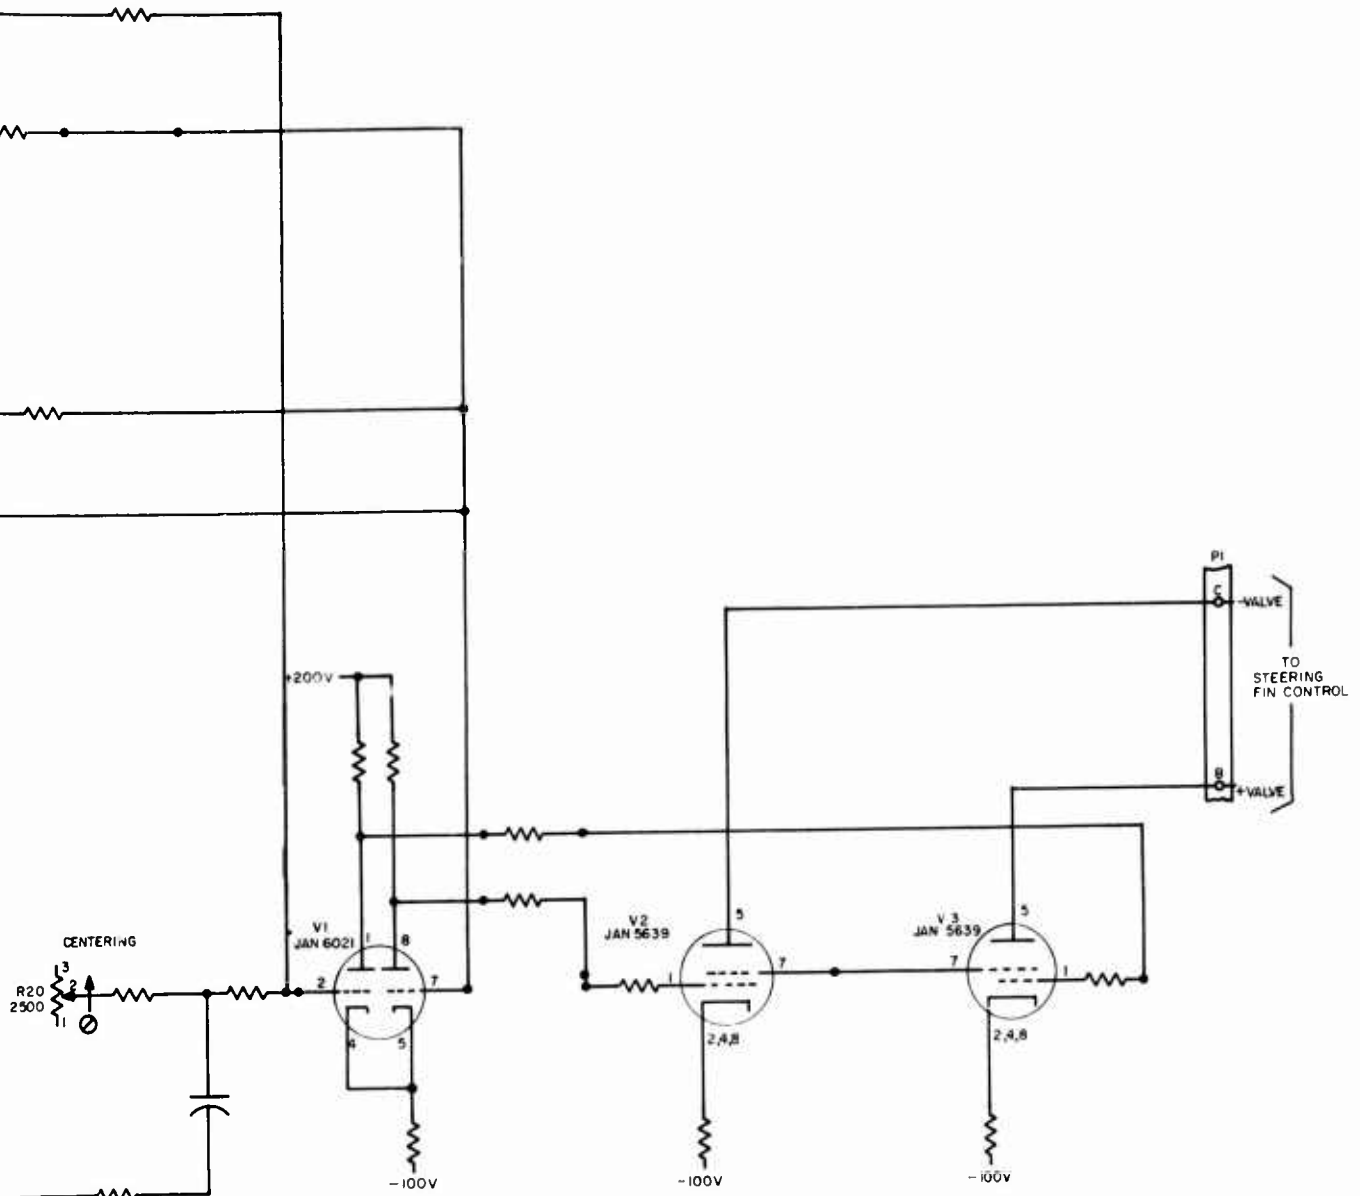 P1
C
-VALVE
TO
STEERING
FIN CONTROL
+200V
B
+VALVE
V1
JAN 6021
1
8
V2
JAN 5639
5
V 3
JAN 5639
5
CENTERING
3
2
R20
2500
1
2
7
1
7
7
1
4
5
2,4,8
2,4,8
-100V
-100V
-100V